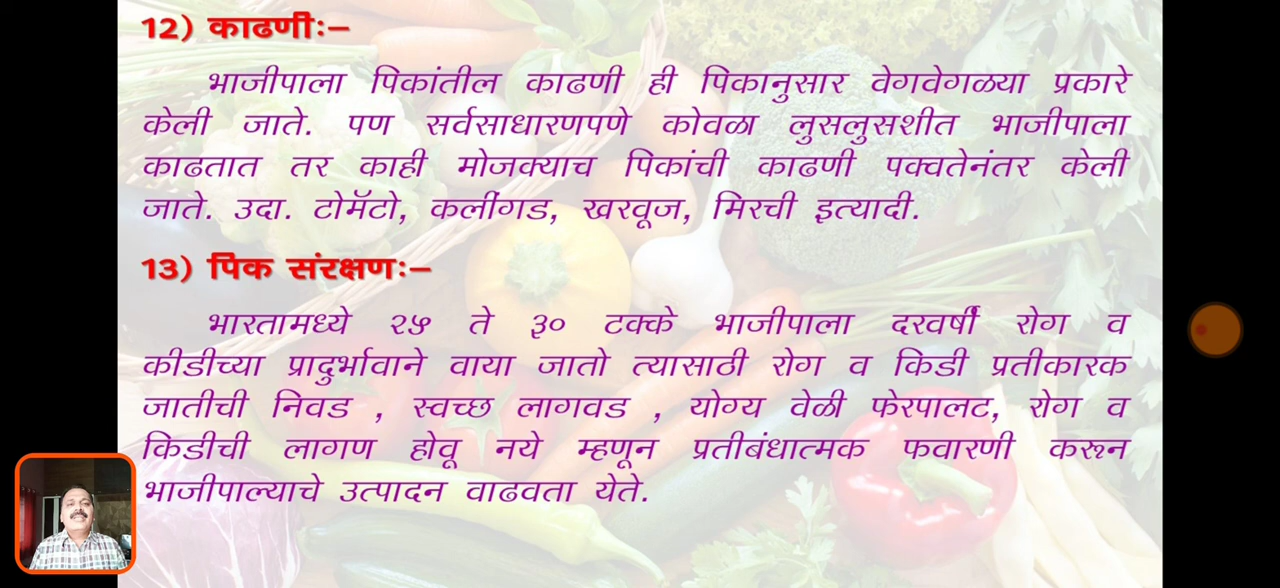 12) काढणीः–
भाजीपाला पिकांतील काढणी ही पिकानुसार वेगवेगळया प्रकारे
केली जाते. पण सर्वसाधारणपणे कोवळा लुसलुसशीत भाजीपाला
काढतात तर काही मोजक्याच पिकांची काढणी पक्वतेनंतर केली
जाते. उदा. टोमॅटो, कलींगड, खरवूज, मिरची इत्यादी.
13) पिक संरक्षणः–
भारतामध्ये २५ ते ३० टक्के भाजीपाला दरवर्षी रोग व
कीडीच्या प्रादुर्भावाने वाया जातो त्यासाठी रोग व किडी प्रतीकारक
जातीची निवड , स्वच्छ लागवड , योग्य वेळी फेरपालट, रोग व
किडीची लागण होवू नये म्हणून प्रतीबंधात्मक फवारणी करून
भाजीपाल्याचे उत्पादन वाढवता येते.